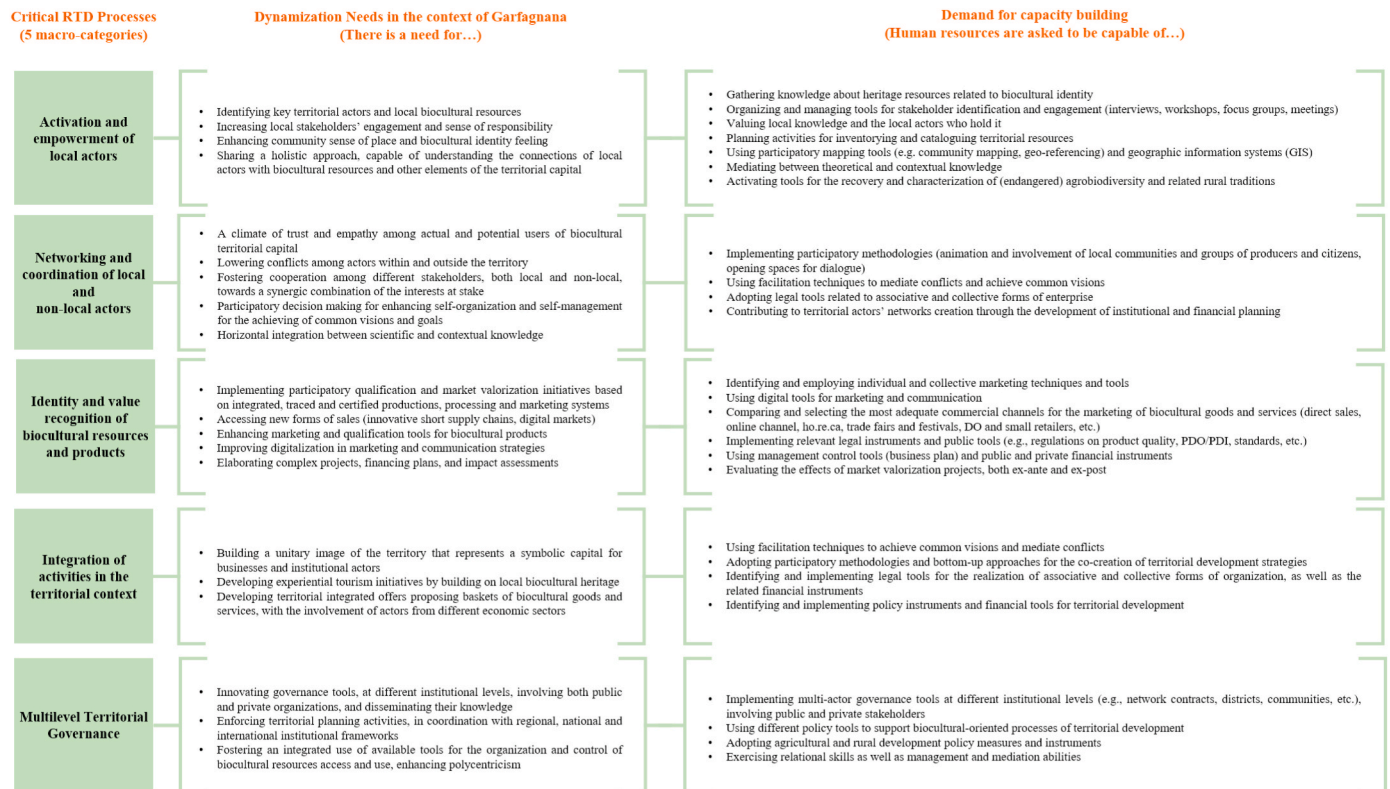 Critical RTD Processes
(5 macro-categories)
Dynamization Needs in the context of Garfagnana
(There is a need for…)
Demand for capacity building
(Human resources are asked to be capable of…)
Activation and
empowerment of
local actors
• Identifying key territorial actors and local biocultural resources
• Increasing local stakeholders' engagement and sense of responsibility
• Enhancing community sense of place and biocultural identity feeling
• Sharing a holistic approach, capable of understanding the connections of local
actors with biocultural resources and other elements of the territorial capital
• Gathering knowledge about heritage resources related to biocultural identity
• Organizing and managing tools for stakeholder identification and engagement (interviews, workshops, focus groups, meetings)
• Valuing local knowledge and the local actors who hold it
• Planning activities for inventorying and cataloguing territorial resources
• Using participatory mapping tools (e.g. community mapping, geo-referencing) and geographic information systems (GIS)
• Mediating between theoretical and contextual knowledge
• Activating tools for the recovery and characterization of (endangered) agrobiodiversity and related rural traditions
Networking and
coordination of local
and
non-local actors
• A climate of trust and empathy among actual and potential users of biocultural
territorial capital
• Lowering conflicts among actors within and outside the territory
• Fostering cooperation among different stakeholders, both local and non-local,
towards a synergic combination of the interests at stake
• Participatory decision making for enhancing self-organization and self-management
for the achieving of common visions and goals
• Horizontal integration between scientific and contextual knowledge
• Implementing participatory methodologies (animation and involvement of local communities and groups of producers and citizens,
opening spaces for dialogue)
• Using facilitation techniques to mediate conflicts and achieve common visions
• Adopting legal tools related to associative and collective forms of enterprise
• Contributing to territorial actors' networks creation through the development of institutional and financial planning
Identity and value
recognition of
biocultural resources
and products
• Implementing participatory qualification and market valorization initiatives based
on integrated, traced and certified productions, processing and marketing systems
• Accessing new forms of sales (innovative short supply chains, digital markets)
• Enhancing marketing and qualification tools for biocultural products
• Improving digitalization in marketing and communication strategies
• Elaborating complex projects, financing plans, and impact assessments
• Identifying and employing individual and collective marketing techniques and tools
• Using digital tools for marketing and communication
• Comparing and selecting the most adequate commercial channels for the marketing of biocultural goods and services (direct sales,
online channel, ho.re.ca, trade fairs and festivals, DO and small retailers, etc.)
• Implementing relevant legal instruments and public tools (e.g., regulations on product quality, PDO/PDI, standards, etc.)
• Using management control tools (business plan) and public and private financial instruments
• Evaluating the effects of market valorization projects, both ex-ante and ex-post
Integration of
activities in the
territorial context
• Building a unitary image of the territory that represents a symbolic capital for
businesses and institutional actors
• Developing experiential tourism initiatives by building on local biocultural heritage
• Developing territorial integrated offers proposing baskets of biocultural goods and
services, with the involvement of actors from different economic sectors
• Using facilitation techniques to achieve common visions and mediate conflicts
• Adopting participatory methodologies and bottom-up approaches for the co-creation of territorial development strategies
• Identifying and implementing legal tools for the realization of associative and collective forms of organization, as well as the
related financial instruments
• Identifying and implementing policy instruments and financial tools for territorial development
Multilevel Territorial
Governance
• Innovating governance tools, at different institutional levels, involving both public
and private organizations, and disseminating their knowledge
• Enforcing territorial planning activities, in coordination with regional, national and
international institutional frameworks
• Fostering an integrated use of available tools for the organization and control of
biocultural resources access and use, enhancing polycentricism
• Implementing multi-actor governance tools at different institutional levels (e.g., network contracts, districts, communities, etc.),
involving public and private stakeholders
• Using different policy tools to support biocultural-oriented processes of territorial development
• Adopting agricultural and rural development policy measures and instruments
• Exercising relational skills as well as management and mediation abilities